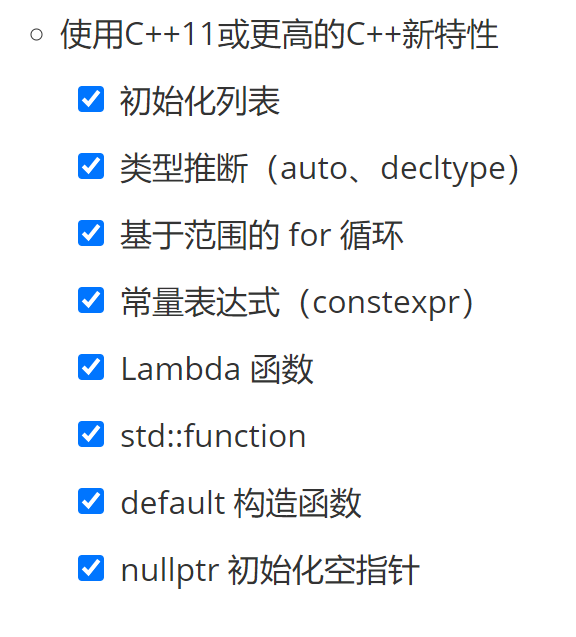 使用C++11或更高的C++新特性
初始化列表
类型推断（auto、decltype）
基于范围的 for 循环
常量表达式（constexpr）
Lambda 函数
std::function
default 构造函数
nullptr 初始化空指针